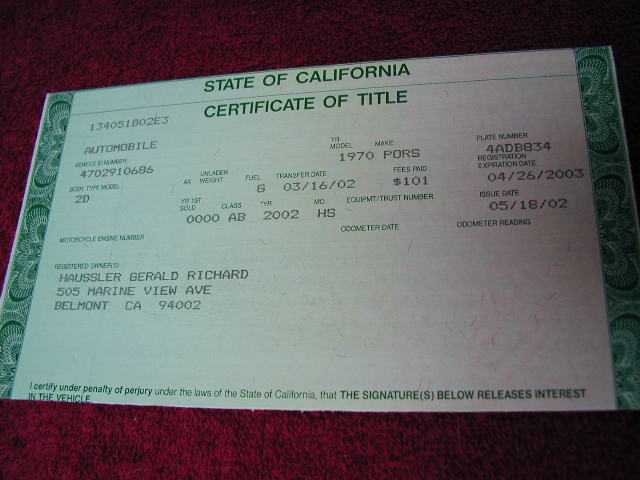 STATE OF CALIFORNIA
CERTIFICATE OF TITLE
134051802E3
AUTOMOBILE
VEHICLE ID NUMBER
4702910686
YR MODEL
MAKE
1970 PORS
PLATE NUMBER
4ADB834
BODY TYPE MODEL
2D
AX
UNLADEN WEIGHT
FUEL
G
TRANSFER DATE
03/16/02
FEES PAID
$101
REGISTRATION EXPIRATION DATE
04/26/2003
YR 1ST SOLD
CLASS
*YR
MO
EQUIPMT/TRUST NUMBER
ISSUE DATE
0000 AB 2002 HS
05/18/02
MOTORCYCLE ENGINE NUMBER
ODOMETER DATE
ODOMETER READING
REGISTERED OWNER(S)
HAUSSLER GERALD RICHARD
505 MARINE VIEW AVE
BELMONT CA 94002
I certify under penalty of perjury under the laws of the State of California, that THE SIGNATURE(S) BELOW RELEASES INTEREST
IN THE VEHICLE.